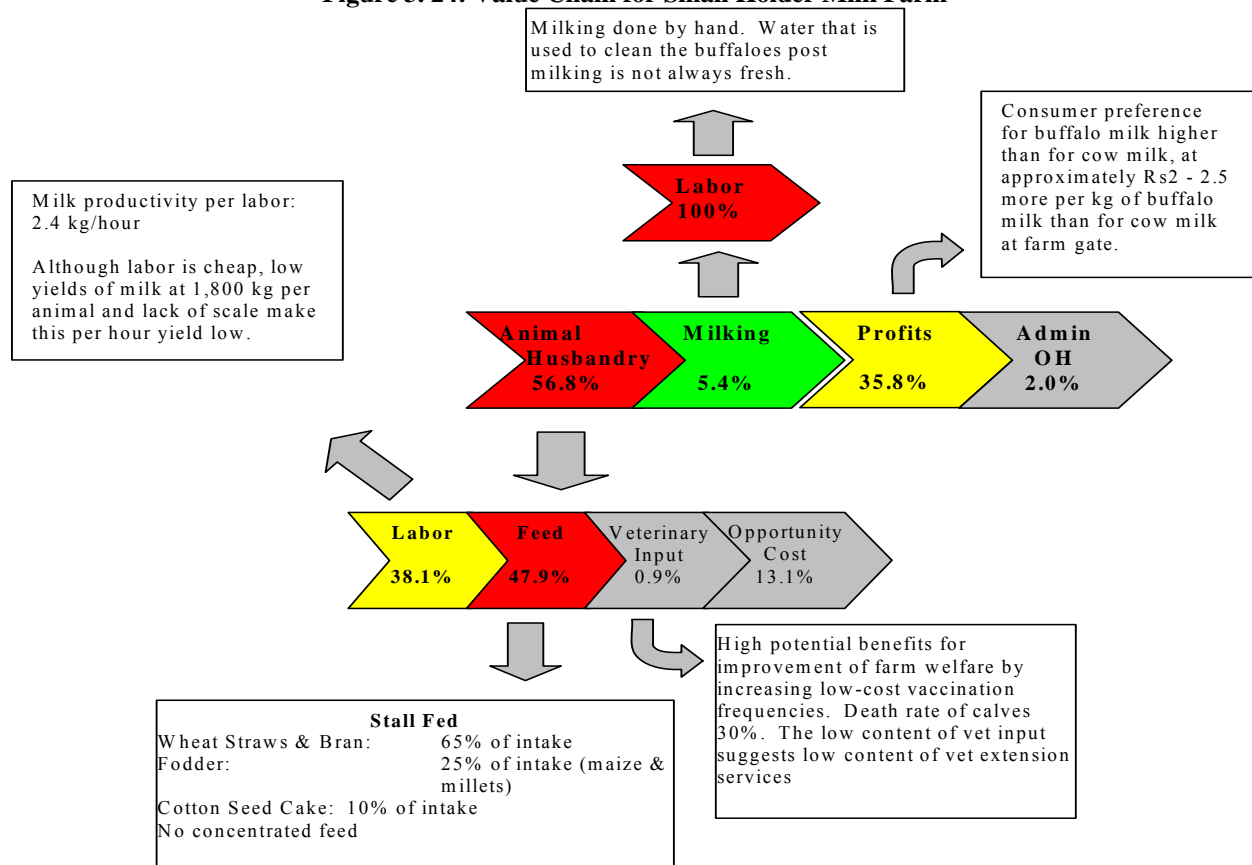 Figure 3. 24: Value Chain for Small Holder Milk Farm
Milking done by hand. Water that is
used to clean the buffaloes post
milking is not always fresh.
Consumer preference
for buffalo milk higher
than for cow milk, at
approximately Rs2 - 2.5
more per kg of buffalo
milk than for cow milk
at farm gate.
Labor
100%
Milk productivity per labor:
2.4 kg/hour
Although labor is cheap, low
yields of milk at 1,800 kg per
animal and lack of scale make
this per hour yield low.
Animal
Husbandry
56.8%
Milking
5.4%
Profits
35.8%
Admin
OH
2.0%
Labor
38.1%
Feed
47.9%
Veterinary
Input
0.9%
Opportunity
Cost
13.1%
High potential benefits for
improvement of farm welfare by
increasing low-cost vaccination
frequencies. Death rate of calves
30%. The low content of vet input
suggests low content of vet extension
services
Stall Fed
Wheat Straws & Bran: 65% of intake
Fodder: 25% of intake (maize &
millets)
Cotton Seed Cake: 10% of intake
No concentrated feed